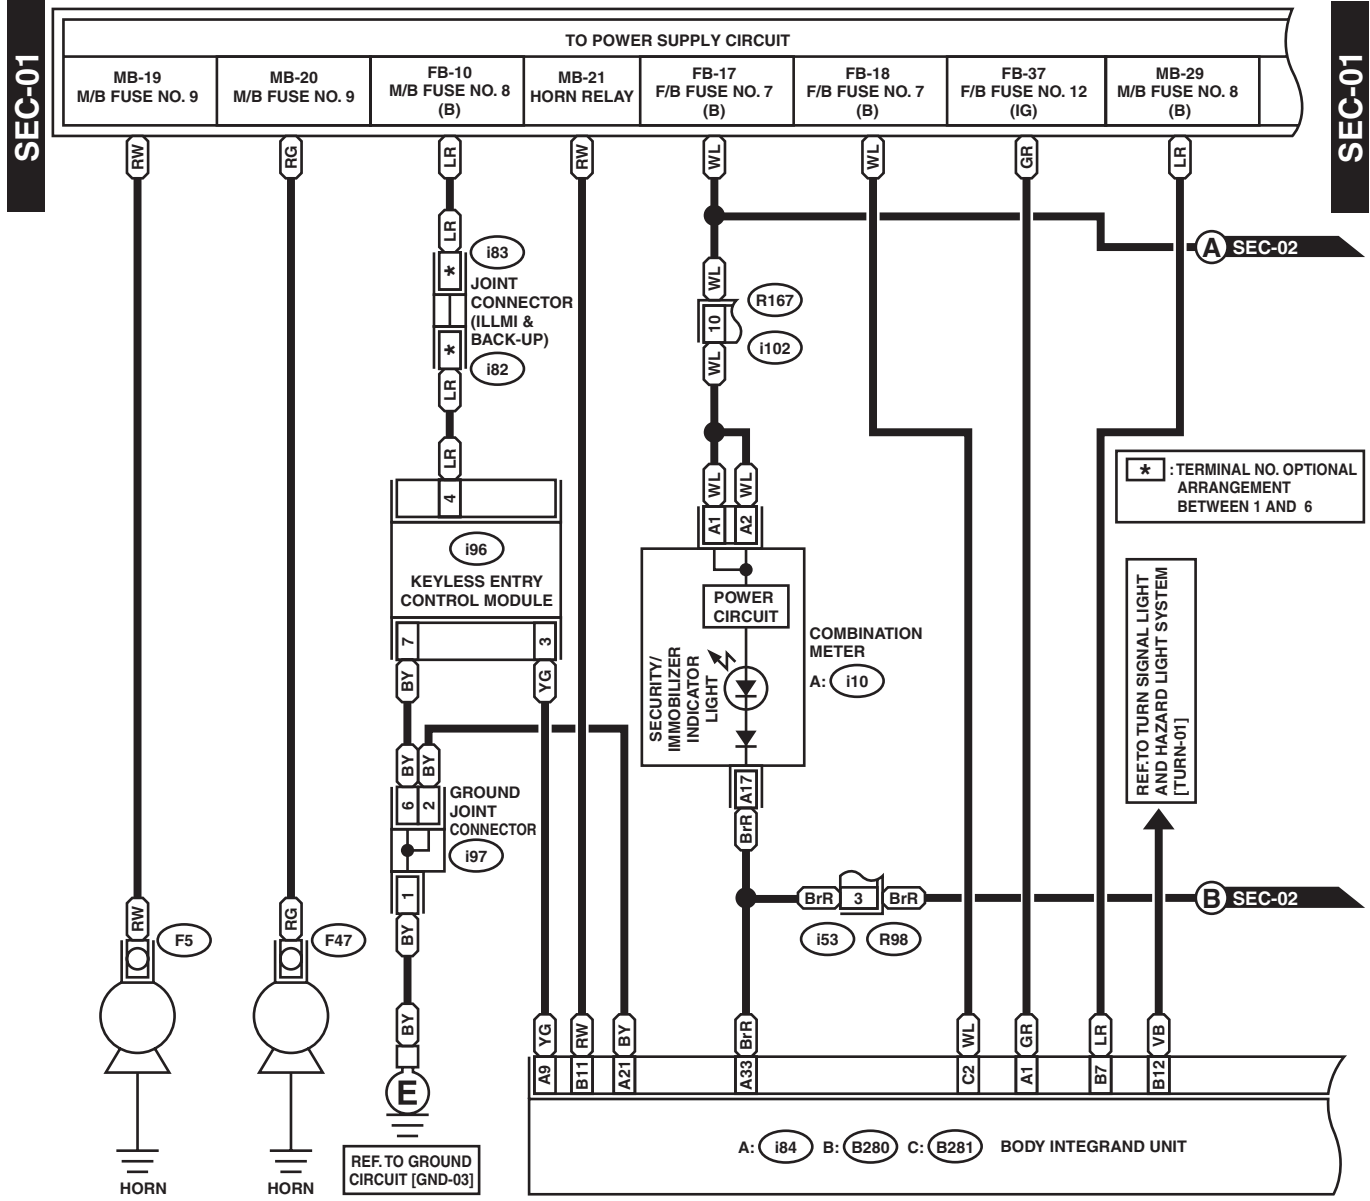 SEC-01
SEC-01
TO POWER SUPPLY CIRCUIT
MB-19
M/B FUSE NO. 9
MB-20
M/B FUSE NO. 9
FB-10
M/B FUSE NO. 8
(B)
MB-21
HORN RELAY
FB-17
F/B FUSE NO. 7
(B)
FB-18
F/B FUSE NO. 7
(B)
FB-37
F/B FUSE NO. 12
(IG)
MB-29
M/B FUSE NO. 8
(B)
RW
RG
LR
RW
WL
WL
GR
LR
LR
A SEC-02
i83
*
JOINT
CONNECTOR
(ILLMI &
BACK-UP)
*
i82
LR
LR
WL
R167
10
i102
WL
4
i96
KEYLESS ENTRY
CONTROL MODULE
7
3
BY
YG
WL
WL
A1
A2
POWER
CIRCUIT
SECURITY/
IMMOBILIZER
INDICATOR
LIGHT
COMBINATION
METER
A: i10
A17
BrR
* : TERMINAL NO. OPTIONAL
ARRANGEMENT
BETWEEN 1 AND 6
REF.TO TURN SIGNAL LIGHT
AND HAZARD LIGHT SYSTEM
[TURN-01]
BY
BY
6
2
GROUND
JOINT
CONNECTOR
i97
1
BY
BrR
3
BrR
B SEC-02
i53
R98
RW
F5
RG
F47
BY
YG
RW
BY
BrR
WL
GR
LR
VB
A9
B11
A21
A33
C2
A1
B7
B12
E
A: i84 B: B280 C: B281 BODY INTEGRAND UNIT
REF. TO GROUND
CIRCUIT [GND-03]
HORN
HORN